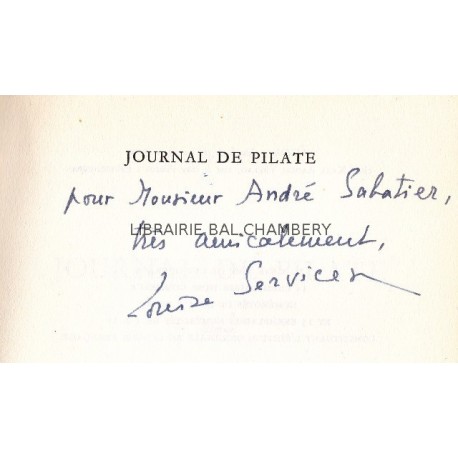 JOURNAL DE PILATE
pour Monsieur André Sabatier,
LIBRAIRIE BAL CHAMBERY
très amicalement,
Louise Servicen